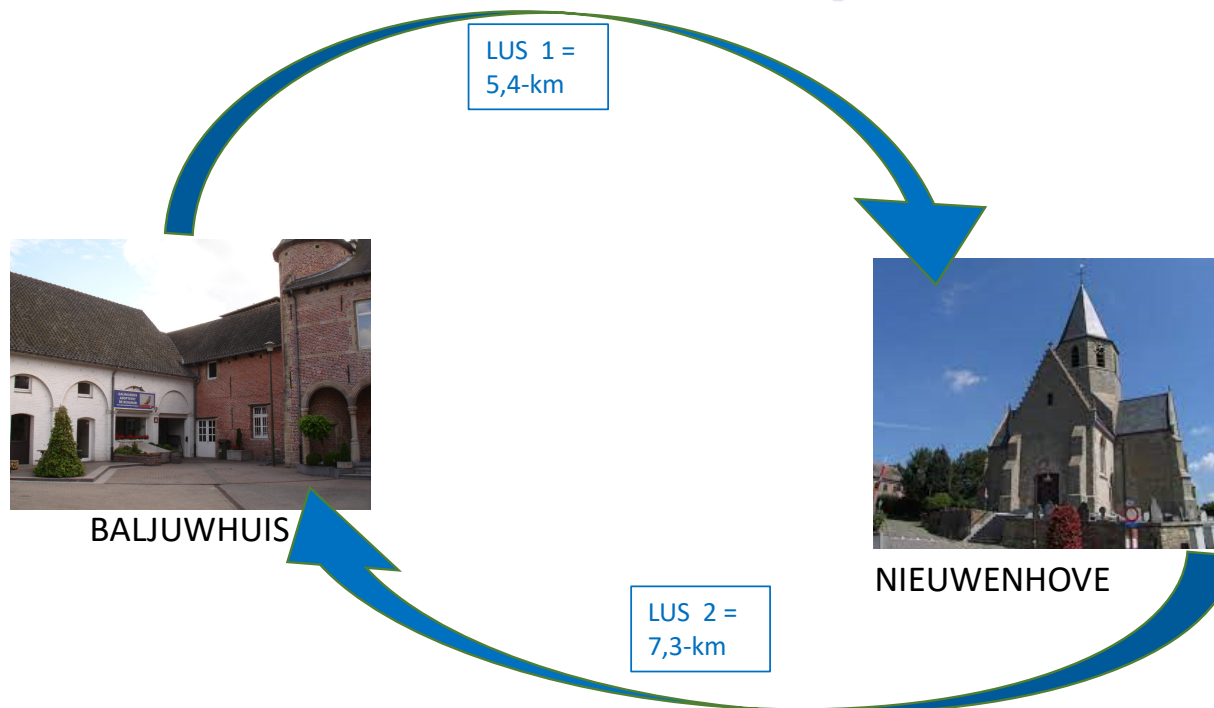 LUS 1 =
5,4-km
BALJUWHUIS
NIEUWENHOVE
LUS 2 =
7,3-km